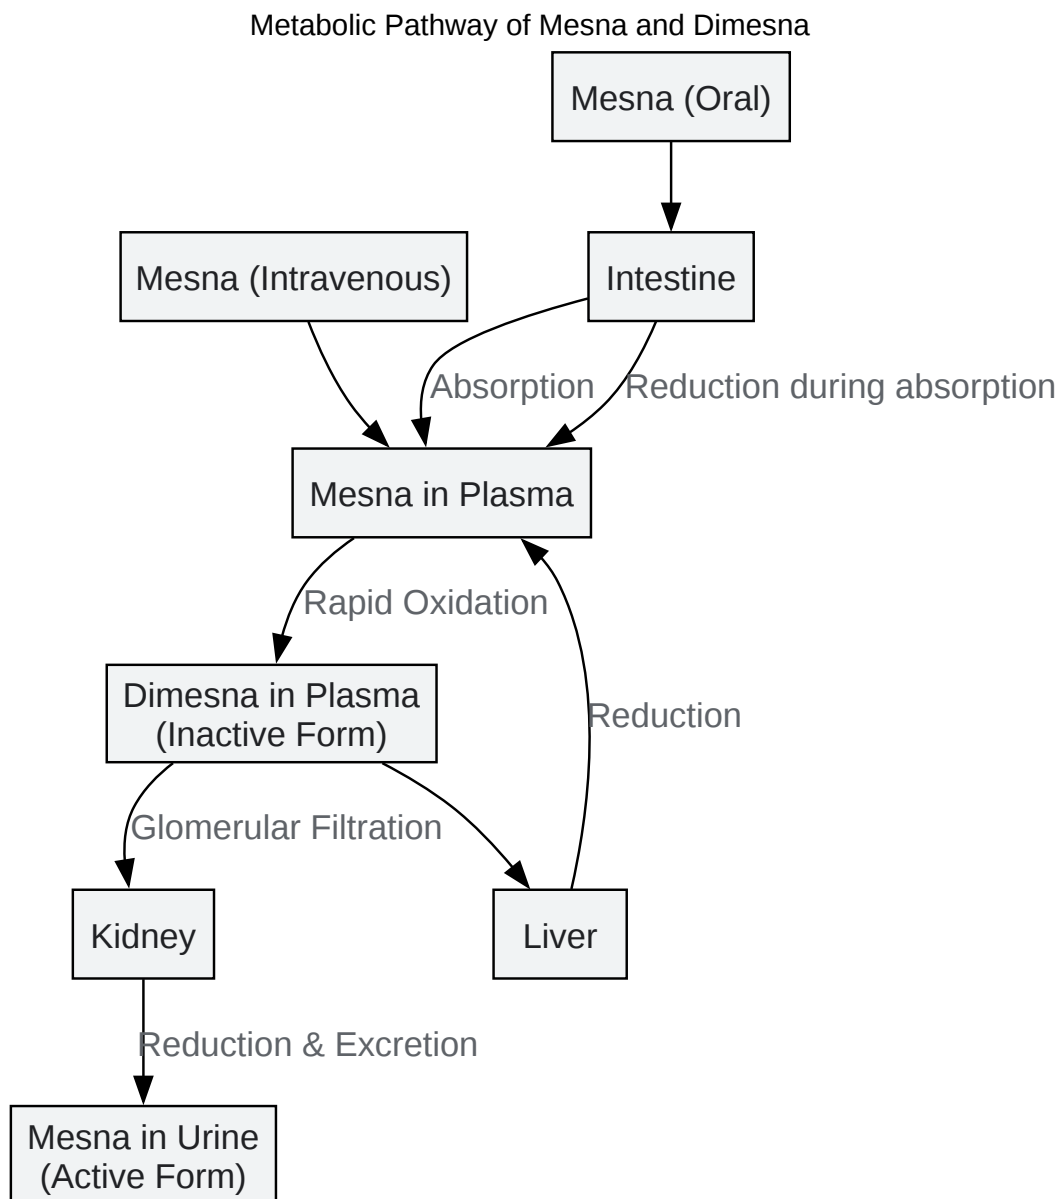 Metabolic Pathway of Mesna and Dimesna
Mesna (Oral)
Mesna (Intravenous)
Intestine
Absorption
Reduction during absorption
Mesna in Plasma
Rapid Oxidation
Dimesna in Plasma
(Inactive Form)
Reduction
Glomerular Filtration
Kidney
Liver
Reduction & Excretion
Mesna in Urine
(Active Form)